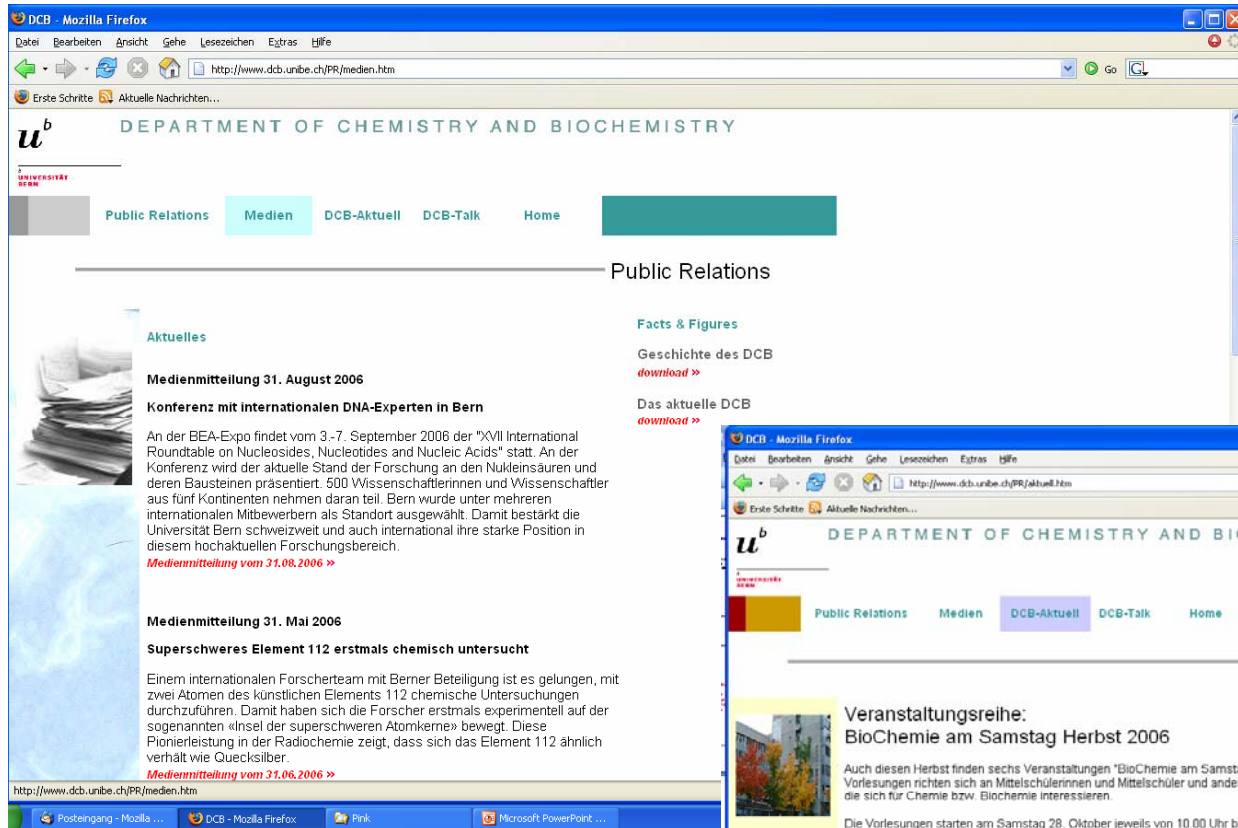 DCB - Mozilla Firefox
Datei Bearbeiten Ansicht Gehe Lesezeichen Extras Hilfe
http://www.dcb.unibe.ch/PR/medien.htm
Go
G
Erste Schritte Aktuelle Nachrichten...
u b
DEPARTMENT OF CHEMISTRY AND BIOCHEMISTRY
b
UNIVERSITÄT
BERN
Public Relations Medien DCB-Aktuell DCB-Talk Home
Public Relations
Aktuelles
Medienmitteilung 31. August 2006
Konferenz mit internationalen DNA-Experten in Bern
An der BEA-Expo findet vom 3.-7. September 2006 der "XVII International
Roundtable on Nucleosides, Nucleotides and Nucleic Acids" statt. An der
Konferenz wird der aktuelle Stand der Forschung an den Nukleinsäuren und
deren Bausteinen präsentiert. 500 Wissenschaftlerinnen und Wissenschaftler
aus fünf Kontinenten nehmen daran teil. Bern wurde unter mehreren
internationalen Mitbewerbern als Standort ausgewählt. Damit bestärkt die
Universität Bern schweizweit und auch international ihre starke Position in
diesem hochaktuellen Forschungsbereich.
Medienmitteilung vom 31.08.2006 »
Medienmitteilung 31. Mai 2006
Superschweres Element 112 erstmals chemisch untersucht
Einem internationalen Forscherteam mit Berner Beteiligung ist es gelungen, mit
zwei Atomen des künstlichen Elements 112 chemische Untersuchungen
durchzuführen. Damit haben sich die Forscher erstmals experimentell auf der
sogenannten «Insel der superschweren Atomkerne» bewegt. Diese
Pionierleistung in der Radiochemie zeigt, dass sich das Element 112 ähnlich
verhält wie Quecksilber.
Medienmitteilung vom 31.06.2006 »
Facts & Figures
Geschichte des DCB
download »
Das aktuelle DCB
download »
http://www.dcb.unibe.ch/PR/medien.htm
Posteingang - Mozilla ... DCB - Mozilla Firefox Pink Microsoft PowerPoint ...
DCB - Mozilla Firefox
Datei Bearbeiten Ansicht Gehe Lesezeichen Extras Hilfe
http://www.dcb.unibe.ch/PR/aktuell.htm
Erste Schritte Aktuelle Nachrichten...
u b
DEPARTMENT OF CHEMISTRY AND BIO
b
UNIVERSITÄT
BERN
Public Relations Medien DCB-Aktuell DCB-Talk Home
Veranstaltungsreihe:
BioChemie am Samstag Herbst 2006
Auch diesen Herbst finden sechs Veranstaltungen "BioChemie am Samst
Vorlesungen richten sich an Mittelschülerinnen und Mittelschüler und ande
die sich für Chemie bzw. Biochemie interessieren.
Die Vorlesungen starten am Samstag 28. Oktober jeweils von 10.00 Uhr b